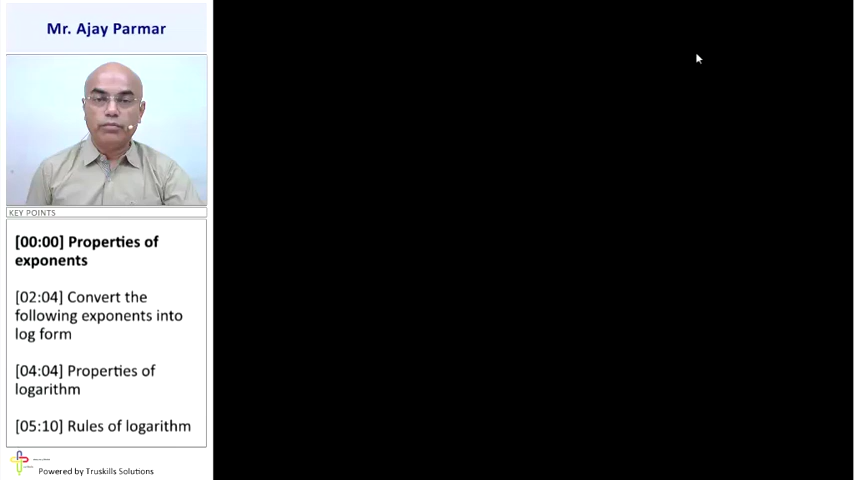 Mr. Ajay Parmar
KEY POINTS
[00:00] Properties of
exponents
[02:04] Convert the
following exponents into
log form
[04:04] Properties of
logarithm
[05:10] Rules of logarithm
Powered by Truskills Solutions